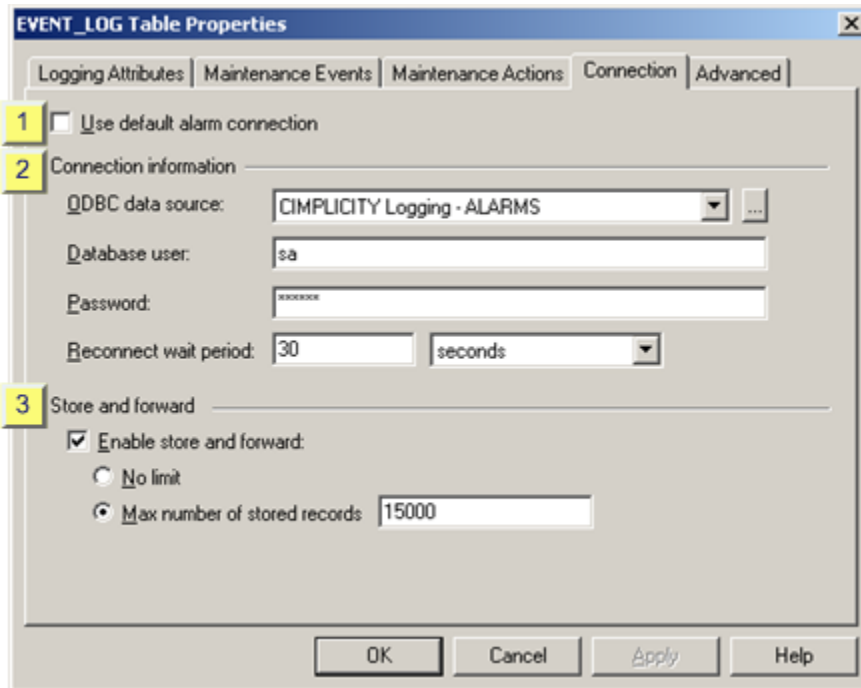 EVENT_LOG Table Properties
Logging Attributes Maintenance Events Maintenance Actions Connection Advanced
1 Use default alarm connection
2 Connection information
ODBC data source: CIMPLICITY Logging - ALARMS ...
Database user: sa
Password: ******
Reconnect wait period: 30 seconds
3 Store and forward
Enable store and forward:
No limit
Max number of stored records 15000
OK Cancel Apply Help